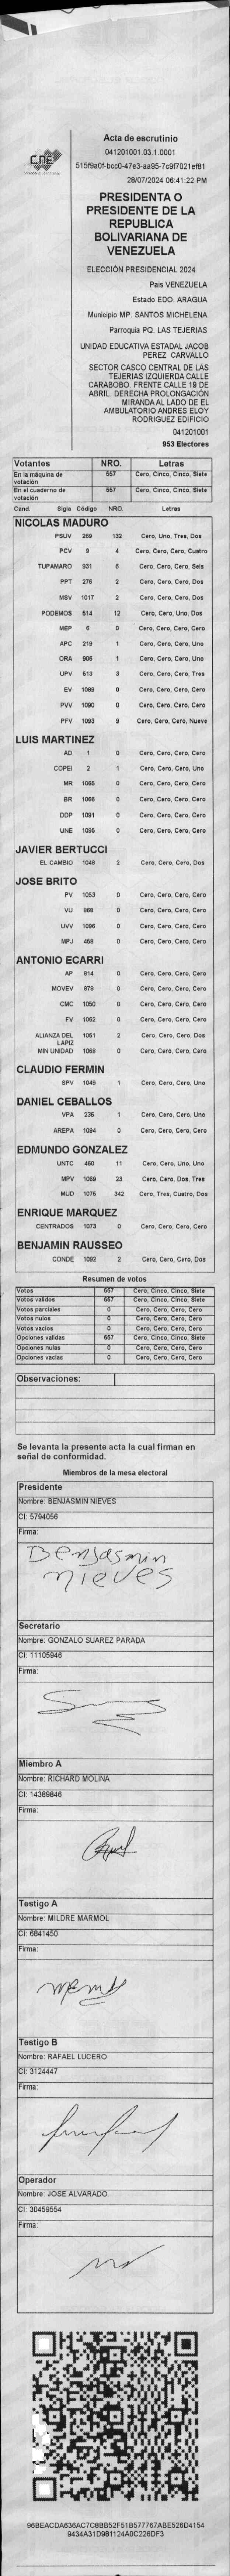 CNE
Acta de escrutinio
041201001.03.1.0001
515f9a0f-bcc0-47e3-aa95-7c9f7021ef81
28/07/2024 06:41:22 PM
PRESIDENTA O
PRESIDENTE DE LA
REPUBLICA
BOLIVARIANA DE
VENEZUELA
ELECCIÓN PRESIDENCIAL 2024
Pais VENEZUELA
Estado EDO. ARAGUA
Municipio MP. SANTOS MICHELENA
Parroquia PQ. LAS TEJERIAS
UNIDAD EDUCATIVA ESTADAL JACOB
PEREZ CARVALLO
SECTOR CASCO CENTRAL DE LAS
TEJERIAS IZQUIERDA CALLE
CARABOBO. FRENTE CALLE 19 DE
ABRIL. DERECHA PROLONGACIÓN
MIRANDA AL LADO DE EL
AMBULATORIO ANDRES ELOY
RODRIGUEZ EDIFICIO
041201001
953 Electores
Votantes NRO. Letras
En la máquina de votación 557 Cero, Cinco, Cinco, Siete
En el cuaderno de votación 557 Cero, Cinco, Cinco, Siete
Cand. Sigla Código NRO. Letras
NICOLAS MADURO
PSUV 269 132 Cero, Uno, Tres, Dos
PCV 9 4 Cero, Cero, Cero, Cuatro
TUPAMARO 931 6 Cero, Cero, Cero, Seis
PPT 276 2 Cero, Cero, Cero, Dos
MSV 1017 2 Cero, Cero, Cero, Dos
PODEMOS 514 12 Cero, Cero, Uno, Dos
MEP 6 0 Cero, Cero, Cero, Cero
APC 219 1 Cero, Cero, Cero, Uno
ORA 906 1 Cero, Cero, Cero, Uno
UPV 513 3 Cero, Cero, Cero, Tres
EV 1089 0 Cero, Cero, Cero, Cero
PVV 1090 0 Cero, Cero, Cero, Cero
PFV 1093 9 Cero, Cero, Cero, Nueve
LUIS MARTINEZ
AD 1 0 Cero, Cero, Cero, Cero
COPEI 2 1 Cero, Cero, Cero, Uno
MR 1065 0 Cero, Cero, Cero, Cero
BR 1066 0 Cero, Cero, Cero, Cero
DDP 1091 0 Cero, Cero, Cero, Cero
UNE 1095 0 Cero, Cero, Cero, Cero
JAVIER BERTUCCI
EL CAMBIO 1048 2 Cero, Cero, Cero, Dos
JOSE BRITO
PV 1053 0 Cero, Cero, Cero, Cero
VU 868 0 Cero, Cero, Cero, Cero
UVV 1096 0 Cero, Cero, Cero, Cero
MPJ 458 0 Cero, Cero, Cero, Cero
ANTONIO ECARRI
AP 814 0 Cero, Cero, Cero, Cero
MOVEV 878 0 Cero, Cero, Cero, Cero
CMC 1050 0 Cero, Cero, Cero, Cero
FV 1062 0 Cero, Cero, Cero, Cero
ALIANZA DEL LAPIZ 1051 2 Cero, Cero, Cero, Dos
MIN UNIDAD 1068 0 Cero, Cero, Cero, Cero
CLAUDIO FERMIN
SPV 1049 1 Cero, Cero, Cero, Uno
DANIEL CEBALLOS
VPA 236 1 Cero, Cero, Cero, Uno
AREPA 1094 0 Cero, Cero, Cero, Cero
EDMUNDO GONZALEZ
UNTC 460 11 Cero, Cero, Uno, Uno
MPV 1069 23 Cero, Cero, Dos, Tres
MUD 1075 342 Cero, Tres, Cuatro, Dos
ENRIQUE MARQUEZ
CENTRADOS 1073 0 Cero, Cero, Cero, Cero
BENJAMIN RAUSSEO
CONDE 1092 2 Cero, Cero, Cero, Dos
Resumen de votos
Votos 557 Cero, Cinco, Cinco, Siete
Votos validos 557 Cero, Cinco, Cinco, Siete
Votos parciales 0 Cero, Cero, Cero, Cero
Votos nulos 0 Cero, Cero, Cero, Cero
Votos vacios 0 Cero, Cero, Cero, Cero
Opciones validas 557 Cero, Cinco, Cinco, Siete
Opciones nulas 0 Cero, Cero, Cero, Cero
Opciones vacias 0 Cero, Cero, Cero, Cero
Observaciones:
Se levanta la presente acta la cual firman en
señal de conformidad.
Miembros de la mesa electoral
Presidente
Nombre: BENJASMIN NIEVES
CI: 5794056
Firma:
Benjasmin
nieves
Secretario
Nombre: GONZALO SUAREZ PARADA
CI: 11105946
Firma:
Miembro A
Nombre: RICHARD MOLINA
CI: 14389846
Firma:
Testigo A
Nombre: MILDRE MARMOL
CI: 6841450
Firma:
Testigo B
Nombre: RAFAEL LUCERO
CI: 3124447
Firma:
Operador
Nombre: JOSE ALVARADO
CI: 30459554
Firma:
96BEACDA636AC7C8BB52F51B577767ABE526D4154
9434A31D981124A0C226DF3